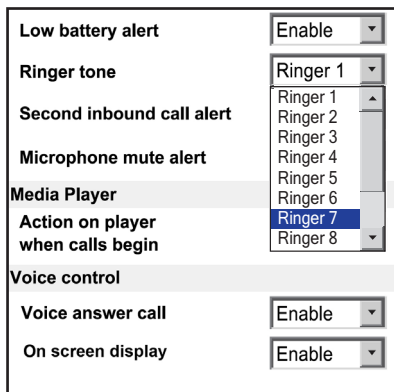 Low battery alert Enable
Ringer tone Ringer 1
Ringer 1
Ringer 2
Second inbound call alert Ringer 3
Ringer 4
Microphone mute alert Ringer 5
Ringer 6
Media Player
Action on player Ringer 7
when calls begin Ringer 8
Voice control
Voice answer call Enable
On screen display Enable